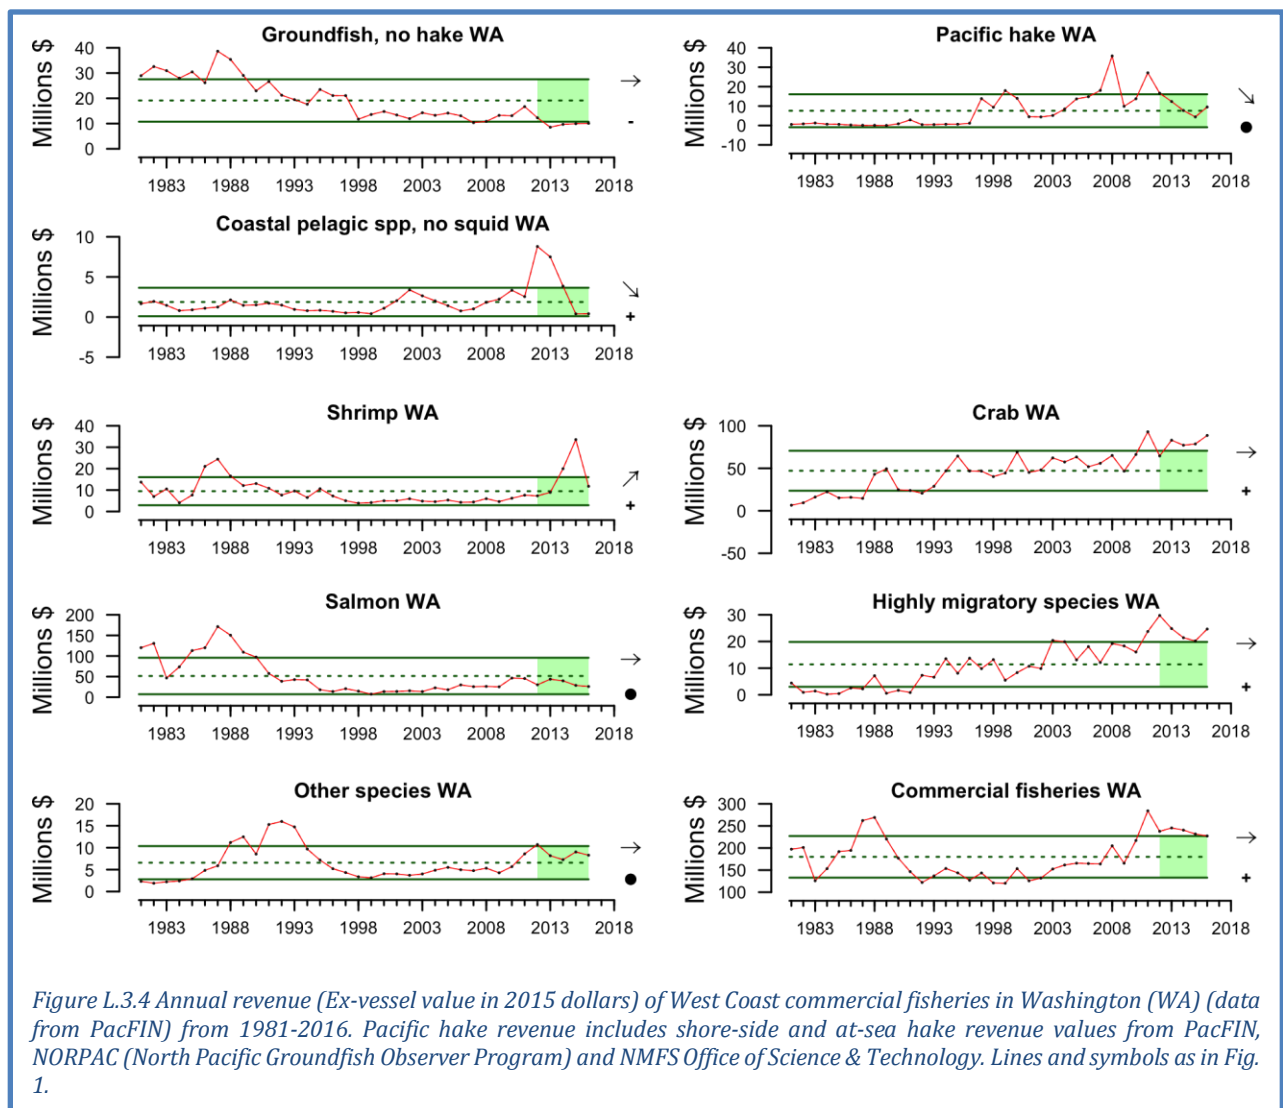 Groundfish, no hake WA
Millions $
40
30
20
10
0
1983 1988 1993 1998 2003 2008 2013 2018
-
Pacific hake WA
Millions $
40
30
20
10
0
-10
1983 1988 1993 1998 2003 2008 2013 2018
Coastal pelagic spp, no squid WA
Millions $
10
5
0
-5
1983 1988 1993 1998 2003 2008 2013 2018
+
Shrimp WA
Millions $
40
30
20
10
0
1983 1988 1993 1998 2003 2008 2013 2018
+
Crab WA
Millions $
100
50
0
-50
1983 1988 1993 1998 2003 2008 2013 2018
+
Salmon WA
Millions $
200
150
100
50
0
1983 1988 1993 1998 2003 2008 2013 2018
Highly migratory species WA
Millions $
30
20
10
0
1983 1988 1993 1998 2003 2008 2013 2018
+
Other species WA
Millions $
20
15
10
5
0
1983 1988 1993 1998 2003 2008 2013 2018
Commercial fisheries WA
Millions $
300
250
200
150
100
1983 1988 1993 1998 2003 2008 2013 2018
+
Figure L.3.4 Annual revenue (Ex-vessel value in 2015 dollars) of West Coast commercial fisheries in Washington (WA) (data
from PacFIN) from 1981-2016. Pacific hake revenue includes shore-side and at-sea hake revenue values from PacFIN,
NORPAC (North Pacific Groundfish Observer Program) and NMFS Office of Science & Technology. Lines and symbols as in Fig.
1.